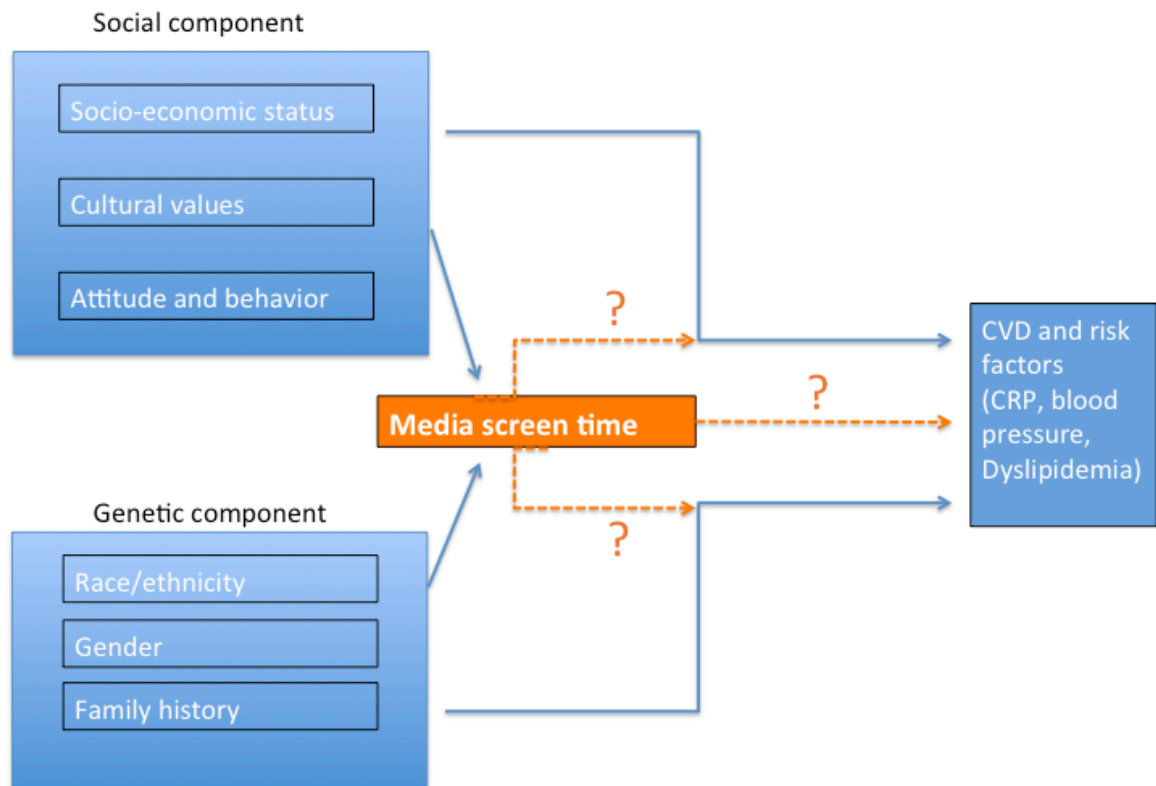 Social component
Socio-economic status
Cultural values
Attitude and behavior
?
Media screen time
?
CVD and risk
factors
(CRP, blood
pressure,
Dyslipidemia)
?
Genetic component
Race/ethnicity
Gender
Family history